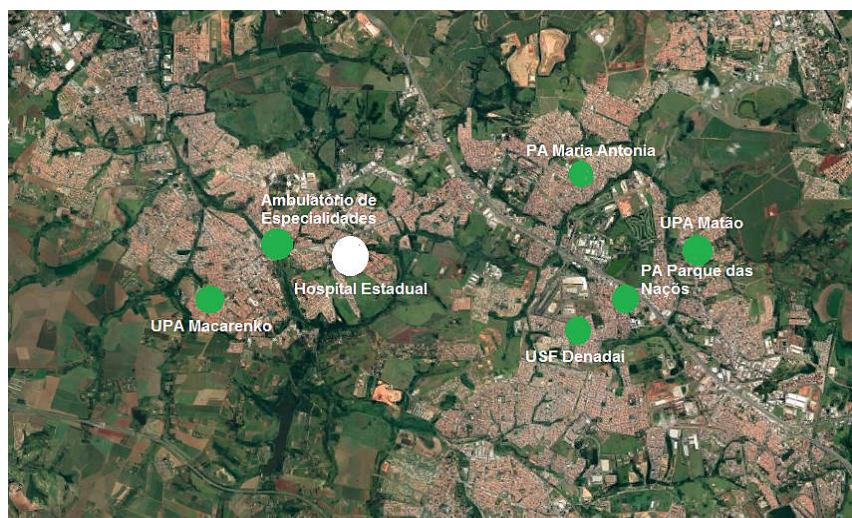 PA Maria Antonia
Ambulatório de
Especialidades
UPA Matão
PA Parque das
Naçõs
Hospital Estadual
UPA Macarenko
USF Denadai